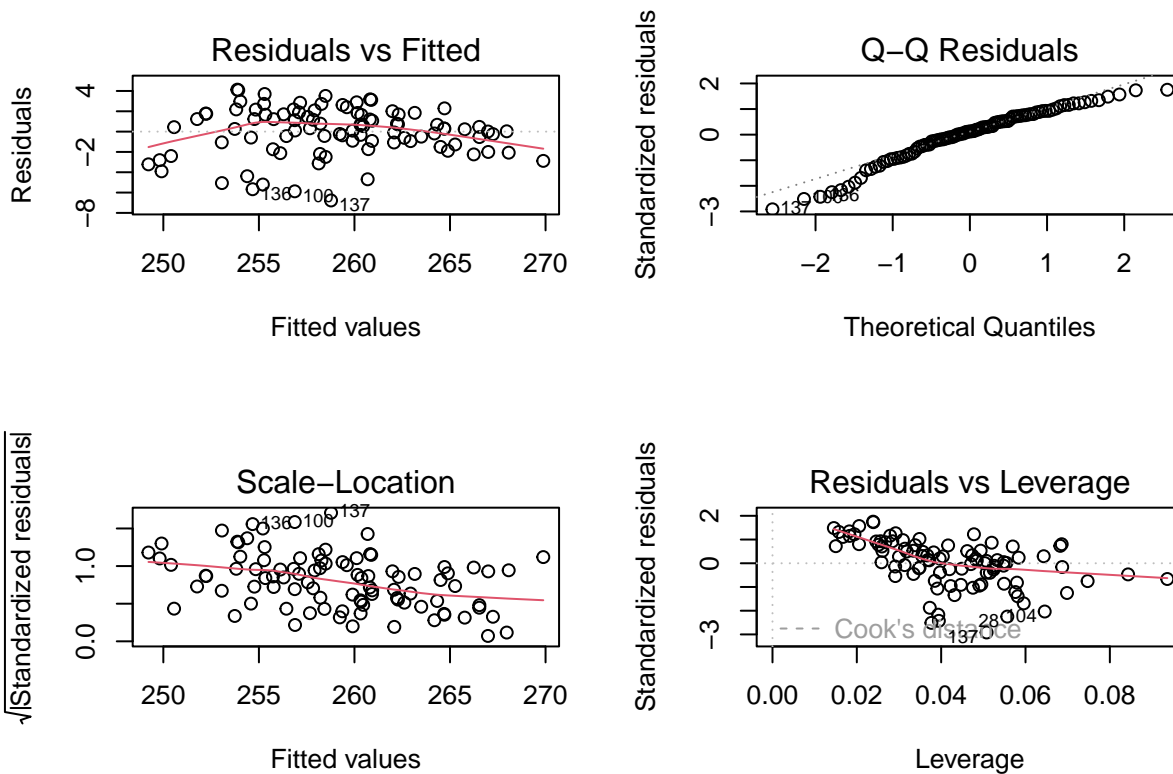 Residuals vs Fitted
Residuals
4
−2
−8
136
100
137
250 255 260 265 270
Fitted values
Q−Q Residuals
Standardized residuals
2
0
−3
137
−2 −1 0 1 2
Theoretical Quantiles
Scale−Location
√|Standardized residuals|
1.0
0.0
136
100
137
250 255 260 265 270
Fitted values
Residuals vs Leverage
Standardized residuals
2
0
−3
Cook's distance
28
104
137
0.00 0.02 0.04 0.06 0.08
Leverage